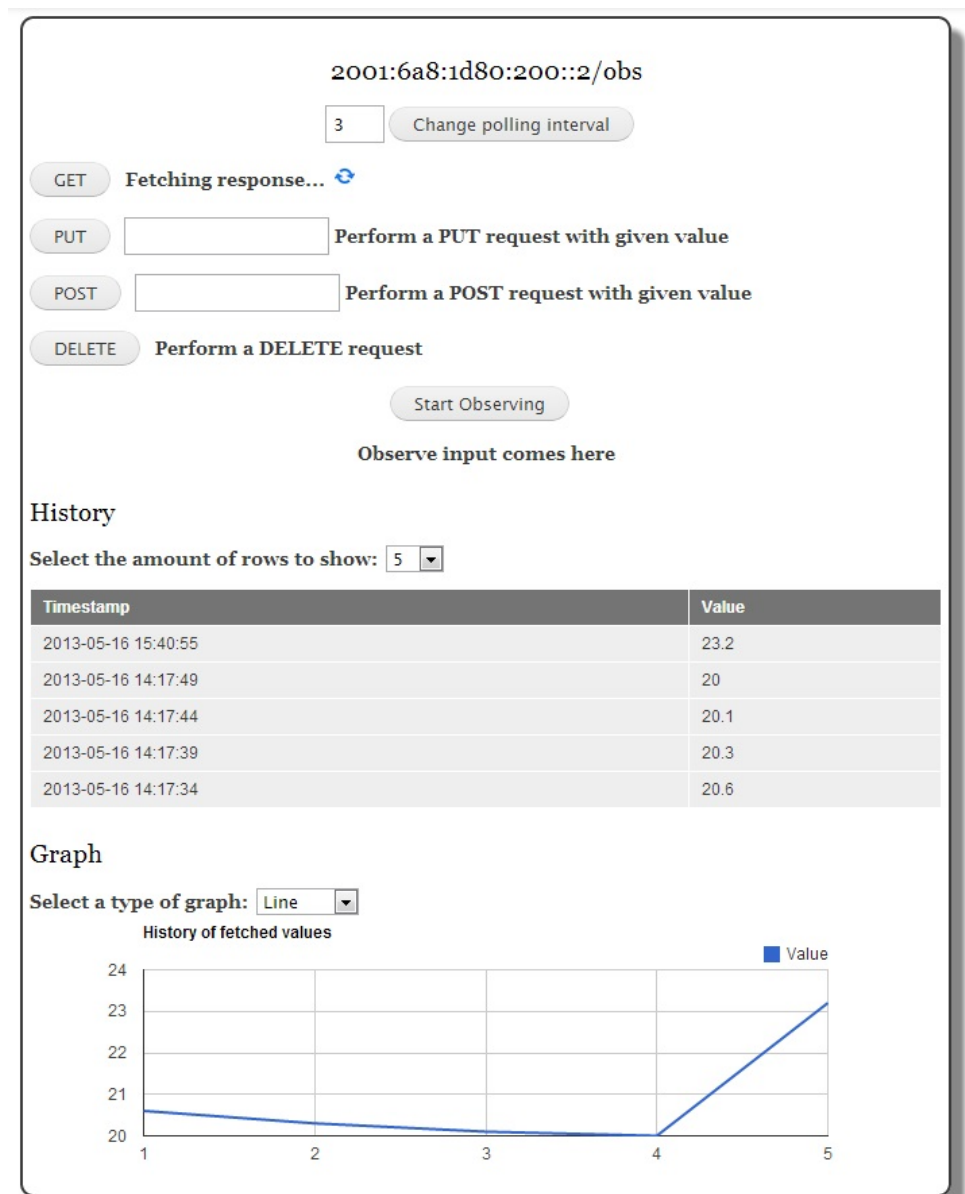 2001:6a8:1d80:200::2/obs
3 Change polling interval
GET Fetching response...
PUT Perform a PUT request with given value
POST Perform a POST request with given value
DELETE Perform a DELETE request
Start Observing
Observe input comes here
History
Select the amount of rows to show: 5
Timestamp Value
2013-05-16 15:40:55 23.2
2013-05-16 14:17:49 20
2013-05-16 14:17:44 20.1
2013-05-16 14:17:39 20.3
2013-05-16 14:17:34 20.6
Graph
Select a type of graph: Line
History of fetched values
Value
24
23
22
21
20
1 2 3 4 5